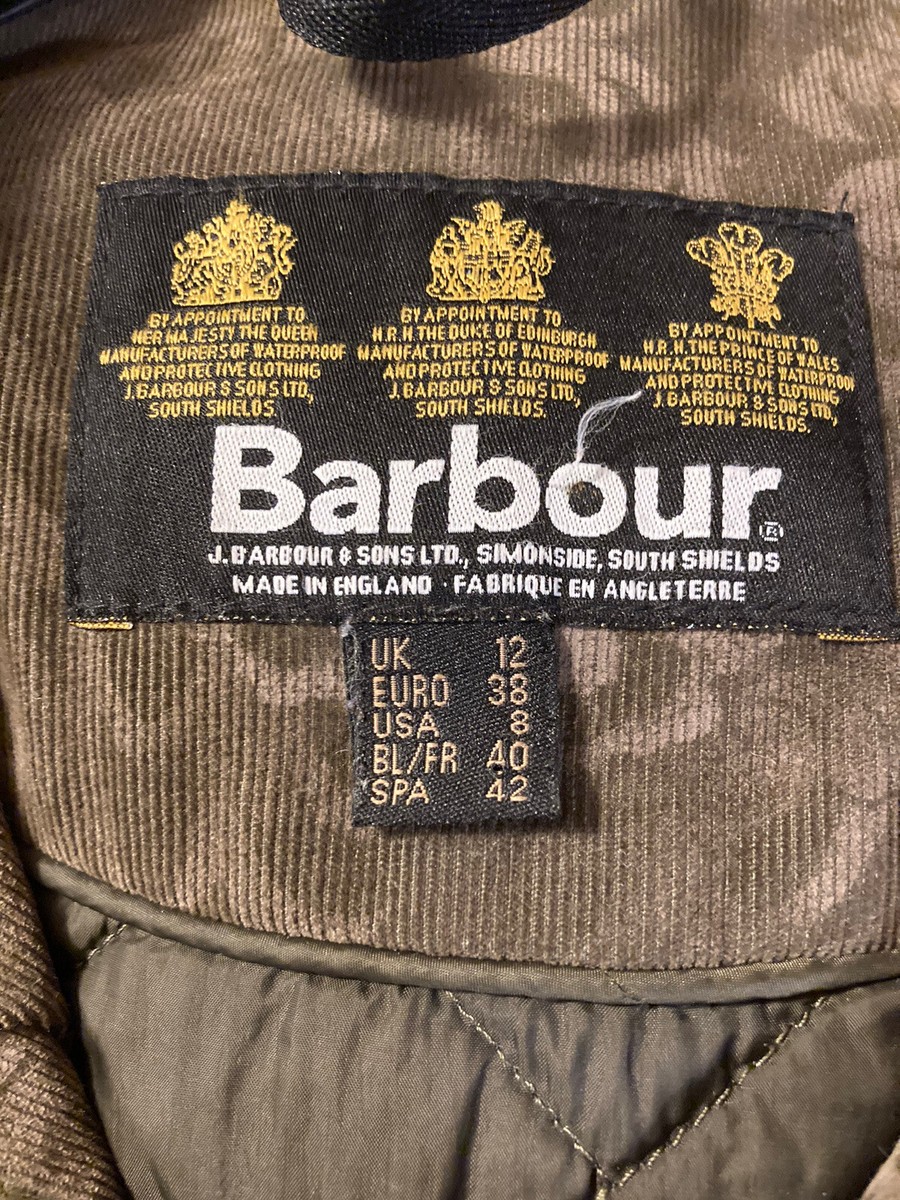 BY APPOINTMENT TO
HER MAJESTY THE QUEEN
MANUFACTURERS OF WATERPROOF
AND PROTECTIVE CLOTHING
J. BARBOUR & SONS LTD,
SOUTH SHIELDS.
BY APPOINTMENT TO
H.R.H. THE DUKE OF EDINBURGH
MANUFACTURERS OF WATERPROOF
AND PROTECTIVE CLOTHING
J. BARBOUR & SONS LTD,
SOUTH SHIELDS.
BY APPOINTMENT TO
H.R.H. THE PRINCE OF WALES
MANUFACTURERS OF WATERPROOF
AND PROTECTIVE CLOTHING
J. BARBOUR & SONS LTD,
SOUTH SHIELDS.
Barbour®
J. BARBOUR & SONS LTD., SIMONSIDE, SOUTH SHIELDS
MADE IN ENGLAND · FABRIQUE EN ANGLETERRE
UK 12
EURO 38
USA 8
BL/FR 40
SPA 42